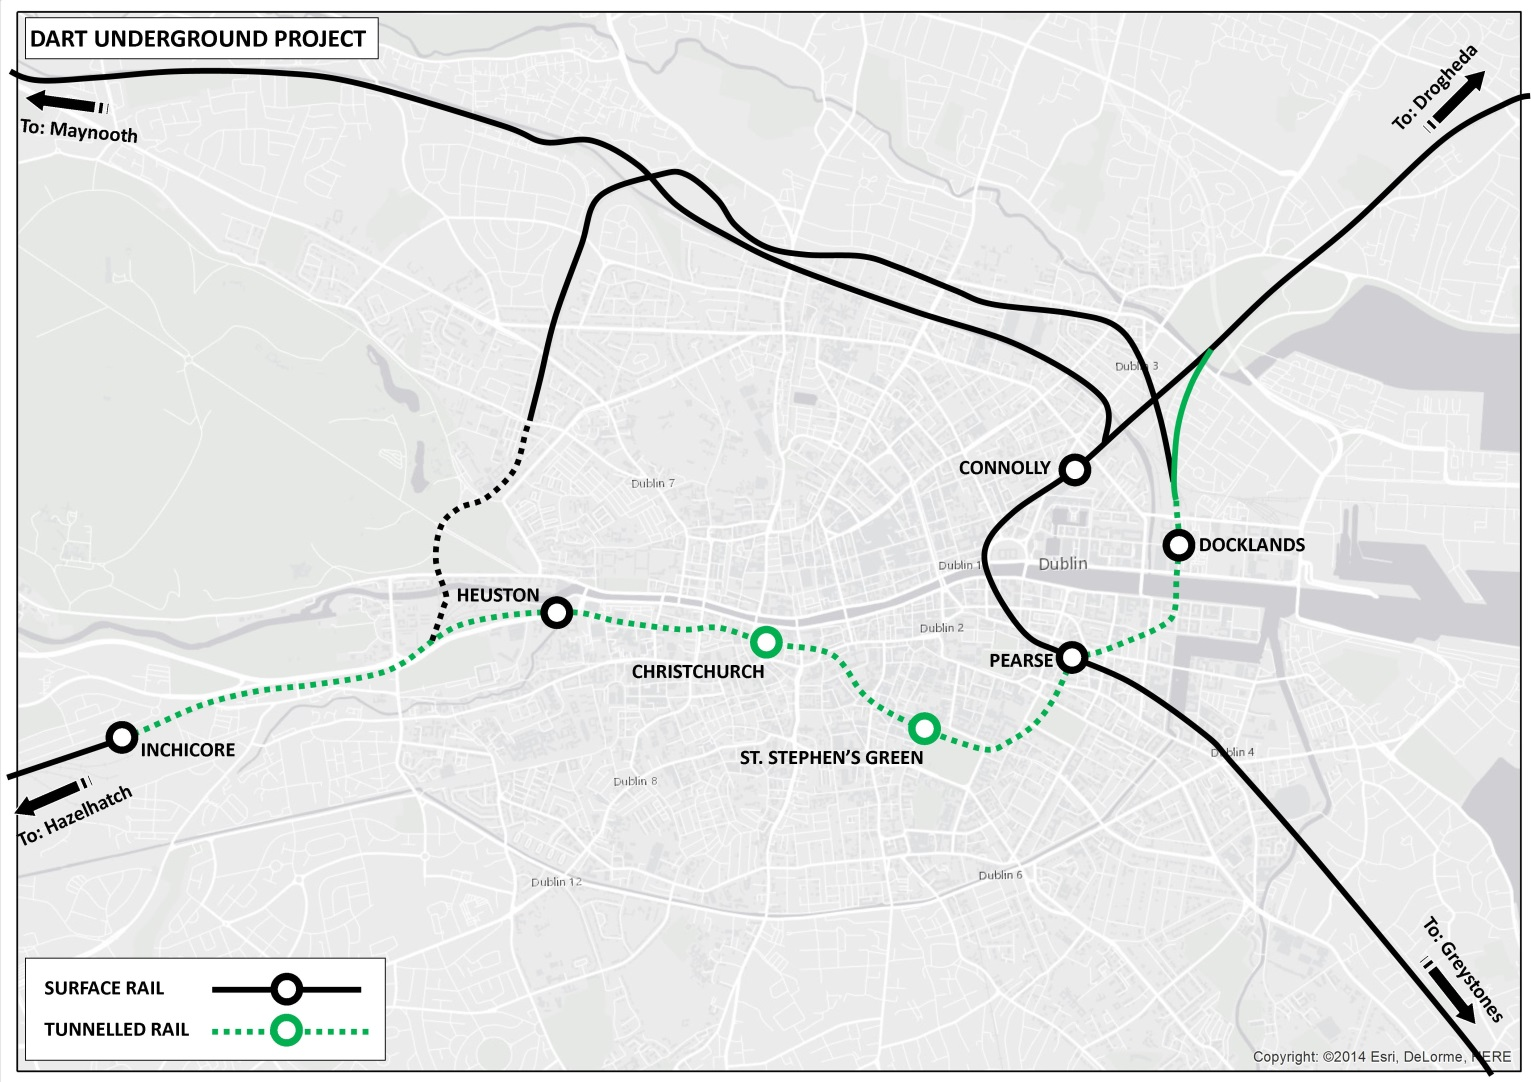 DART UNDERGROUND PROJECT
To: Drogheda
To: Maynooth
Dublin 3
CONNOLLY
Dublin 7
DOCKLANDS
Dublin 1
Dublin
HEUSTON
Dublin 2
CHRISTCHURCH
PEARSE
INCHICORE
ST. STEPHEN'S GREEN
Dublin 4
Dublin 8
To: Hazelhatch
Dublin 12
Dublin 6
To: Greystones
SURFACE RAIL
TUNNELLED RAIL
Copyright: ©2014 Esri, DeLorme, HERE